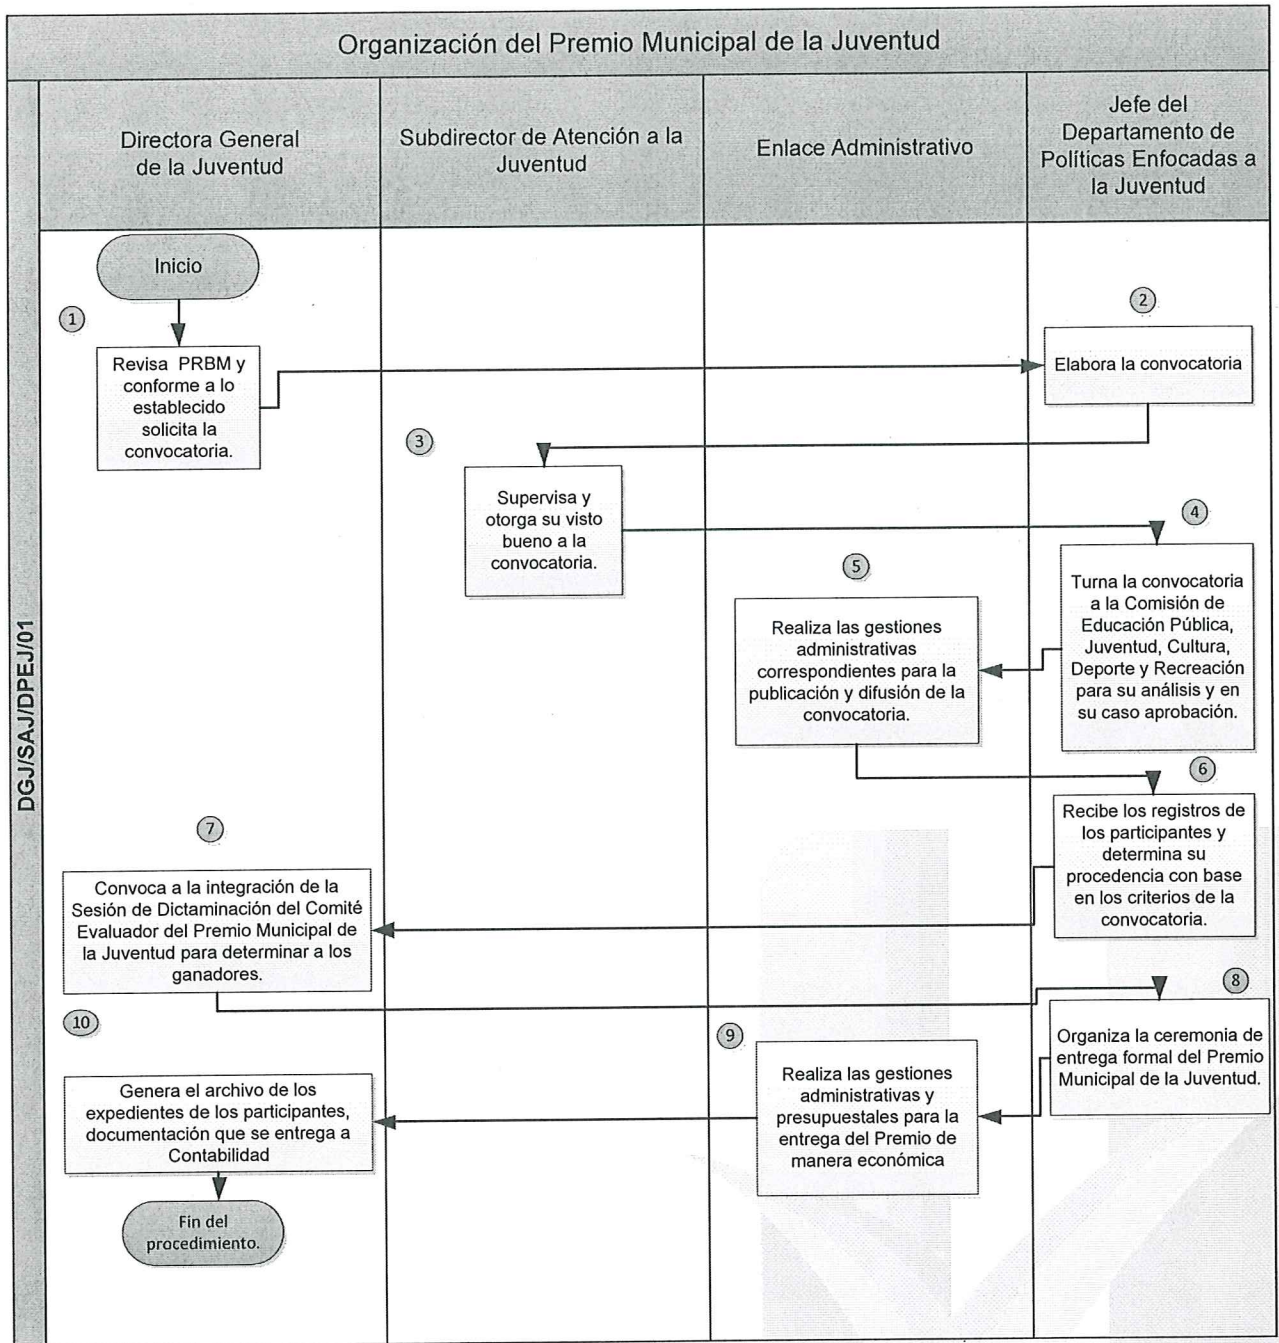 Organización del Premio Municipal de la Juventud
DGJ/SAJ/DPEJ/01
Directora General
de la Juventud
Subdirector de Atención a la
Juventud
Enlace Administrativo
Jefe del
Departamento de
Políticas Enfocadas a
la Juventud
Inicio
1
Revisa PRBM y
conforme a lo
establecido
solicita la
convocatoria.
2
Elabora la convocatoria
3
Supervisa y
otorga su visto
bueno a la
convocatoria.
4
Turna la convocatoria
a la Comisión de
Educación Pública,
Juventud, Cultura,
Deporte y Recreación
para su análisis y en
su caso aprobación.
5
Realiza las gestiones
administrativas
correspondientes para la
publicación y difusión de la
convocatoria.
6
Recibe los registros de
los participantes y
determina su
procedencia con base
en los criterios de la
convocatoria.
7
Convoca a la integración de la
Sesión de Dictaminación del Comité
Evaluador del Premio Municipal de
la Juventud para determinar a los
ganadores.
8
Organiza la ceremonia de
entrega formal del Premio
Municipal de la Juventud.
9
Realiza las gestiones
administrativas y
presupuestales para la
entrega del Premio de
manera económica
10
Genera el archivo de los
expedientes de los participantes,
documentación que se entrega a
Contabilidad
Fin del
procedimiento.